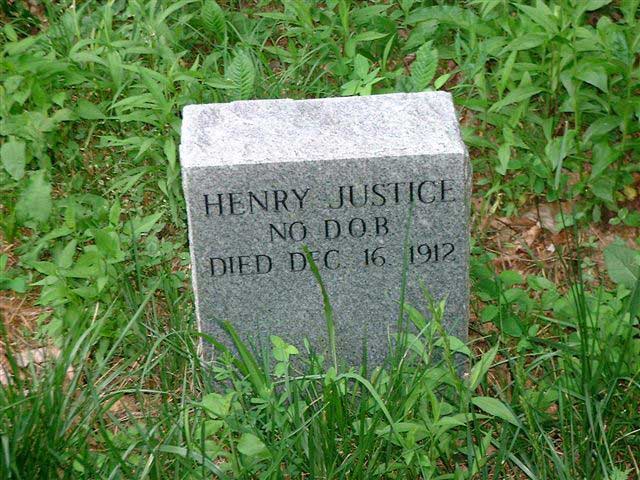 HENRY JUSTICE
NO D.O.B.
DIED DEC. 16, 1912